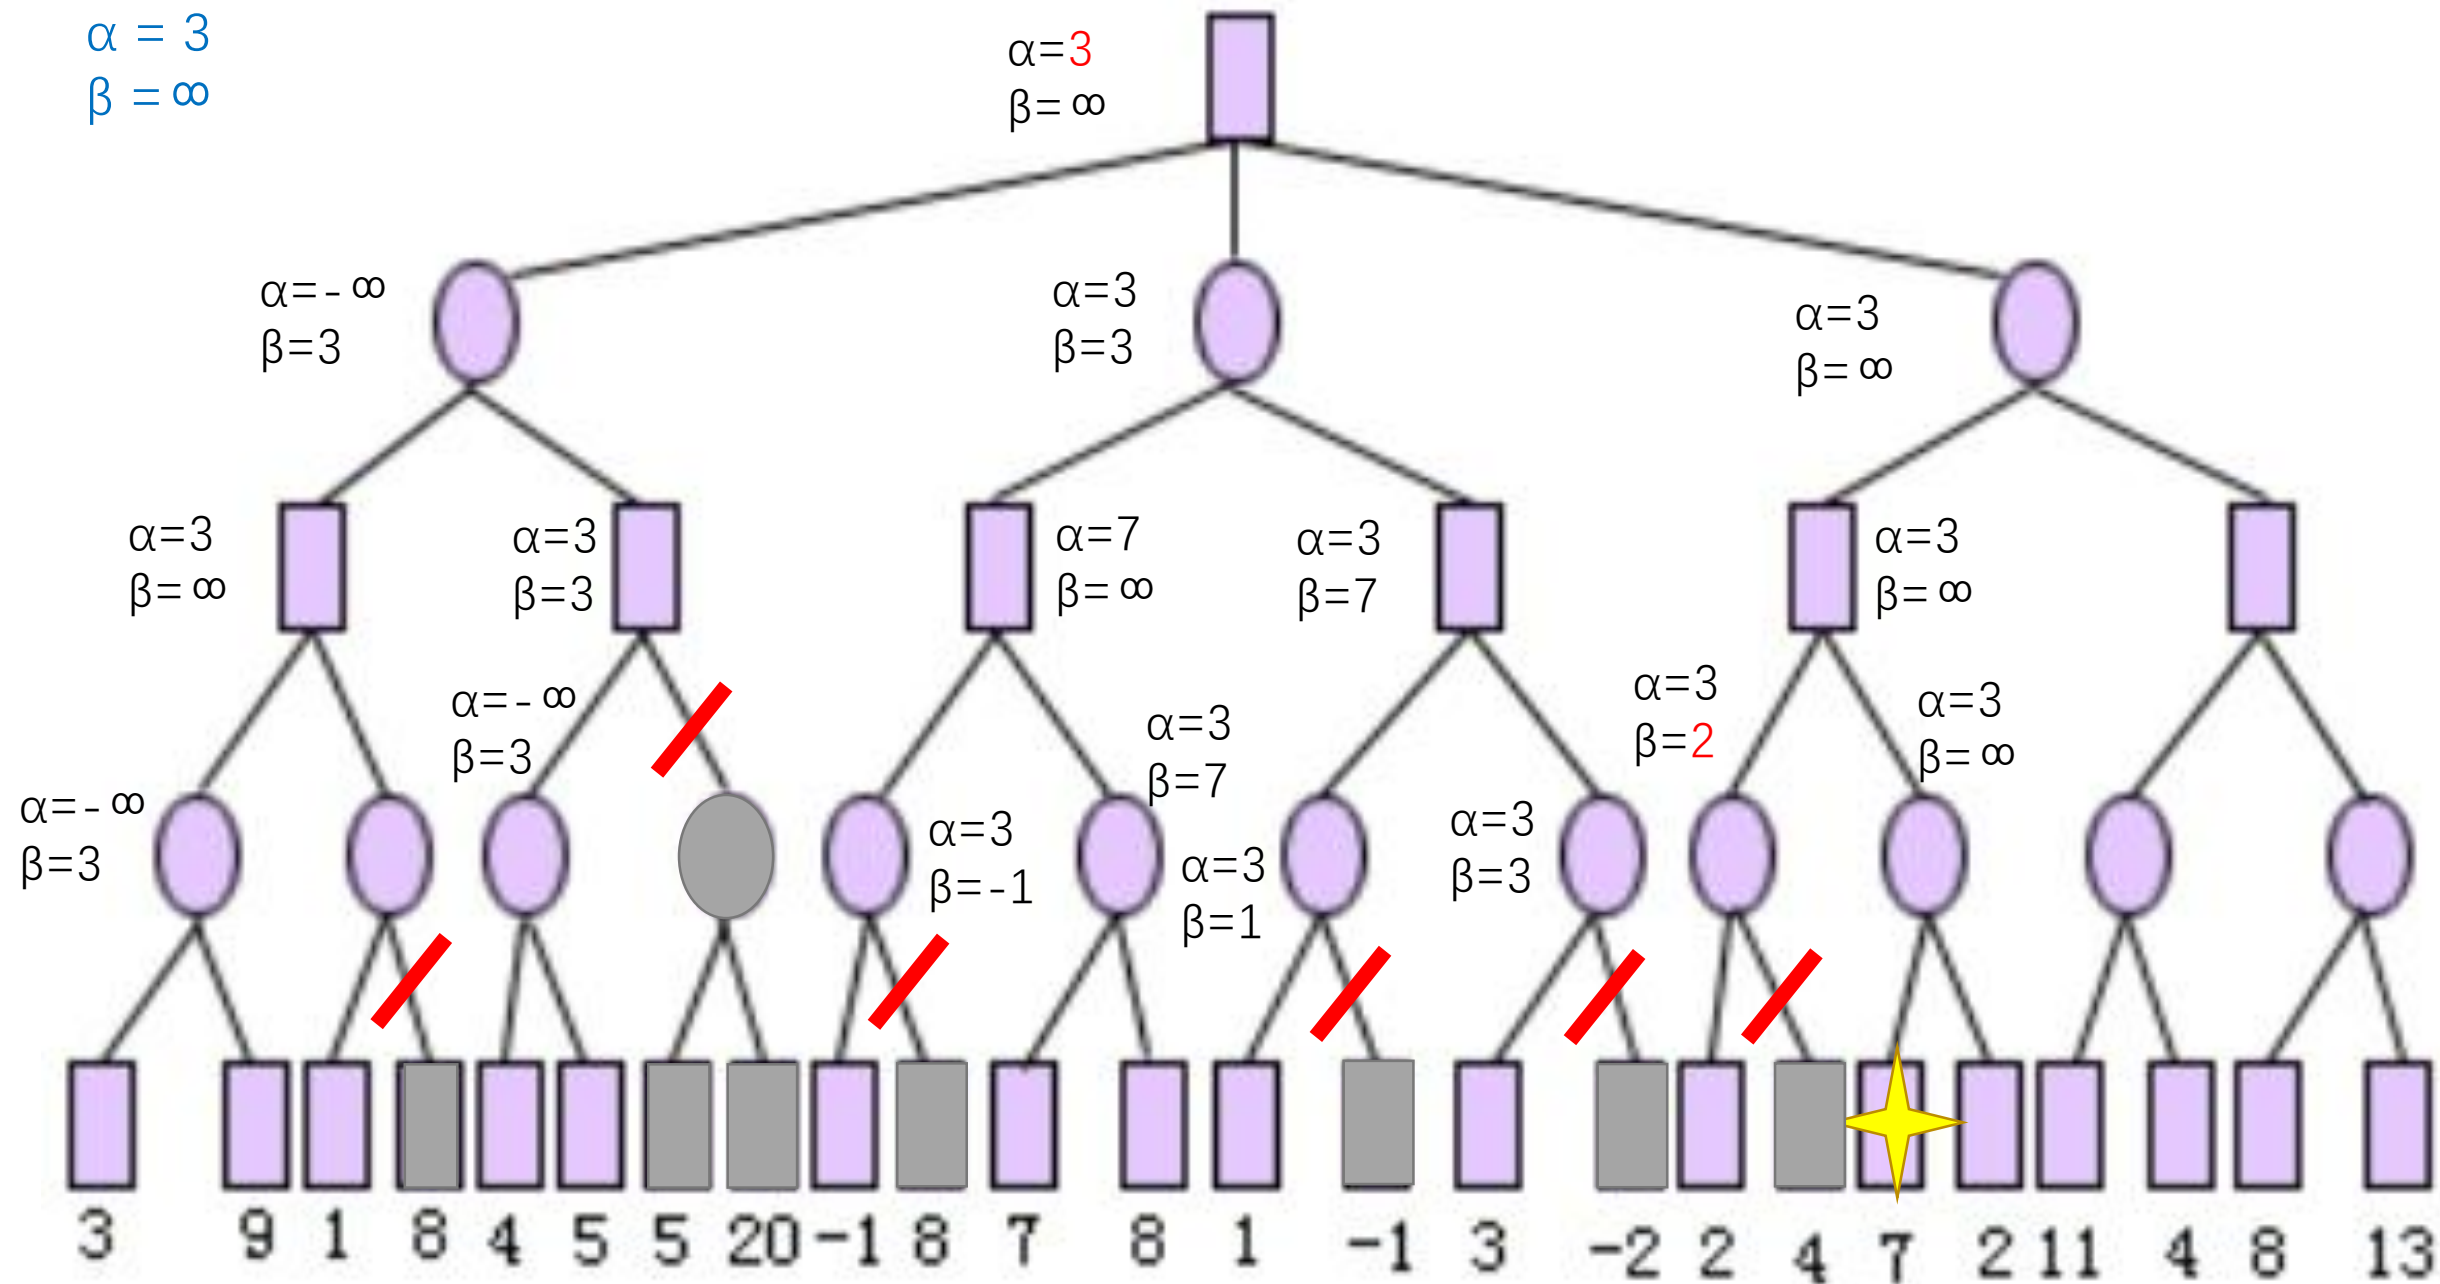 α = 3
β = ∞
α=3
β=∞
α=-∞
β=3
α=3
β=3
α=3
β=∞
α=3
β=∞
α=3
β=3
α=7
β=∞
α=3
β=7
α=3
β=∞
α=-∞
β=3
α=-∞
β=3
α=3
β=-1
α=3
β=7
α=3
β=1
α=3
β=3
α=3
β=2
α=3
β=∞
3 9 1 8 4 5 5 20 -1 8 7 8 1 -1 3 -2 2 4 7 2 11 4 8 13